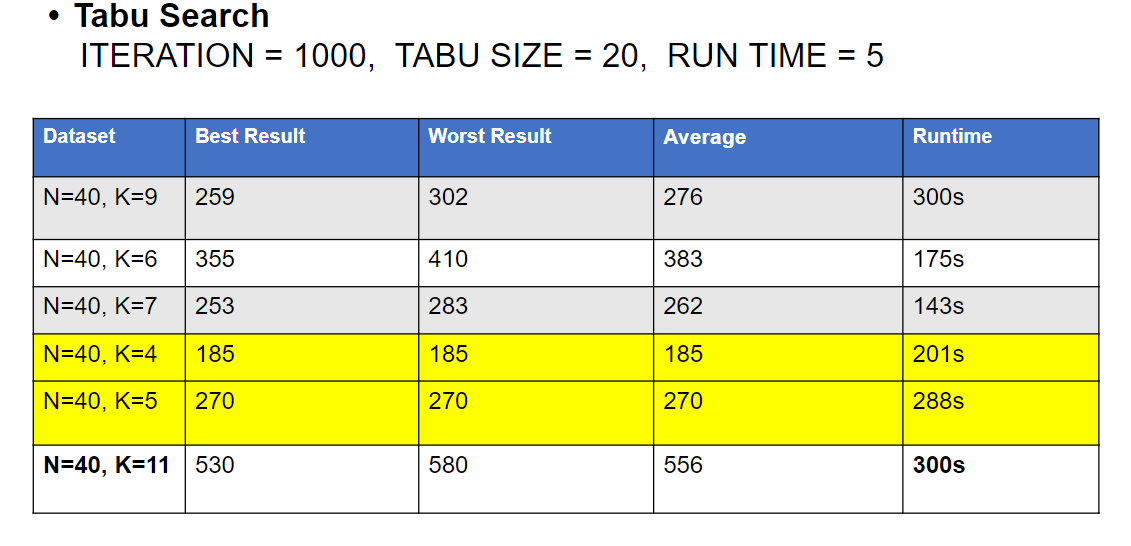 • Tabu Search
ITERATION = 1000, TABU SIZE = 20, RUN TIME = 5
Dataset Best Result Worst Result Average Runtime
N=40, K=9 259 302 276 300s
N=40, K=6 355 410 383 175s
N=40, K=7 253 283 262 143s
N=40, K=4 185 185 185 201s
N=40, K=5 270 270 270 288s
N=40, K=11 530 580 556 300s